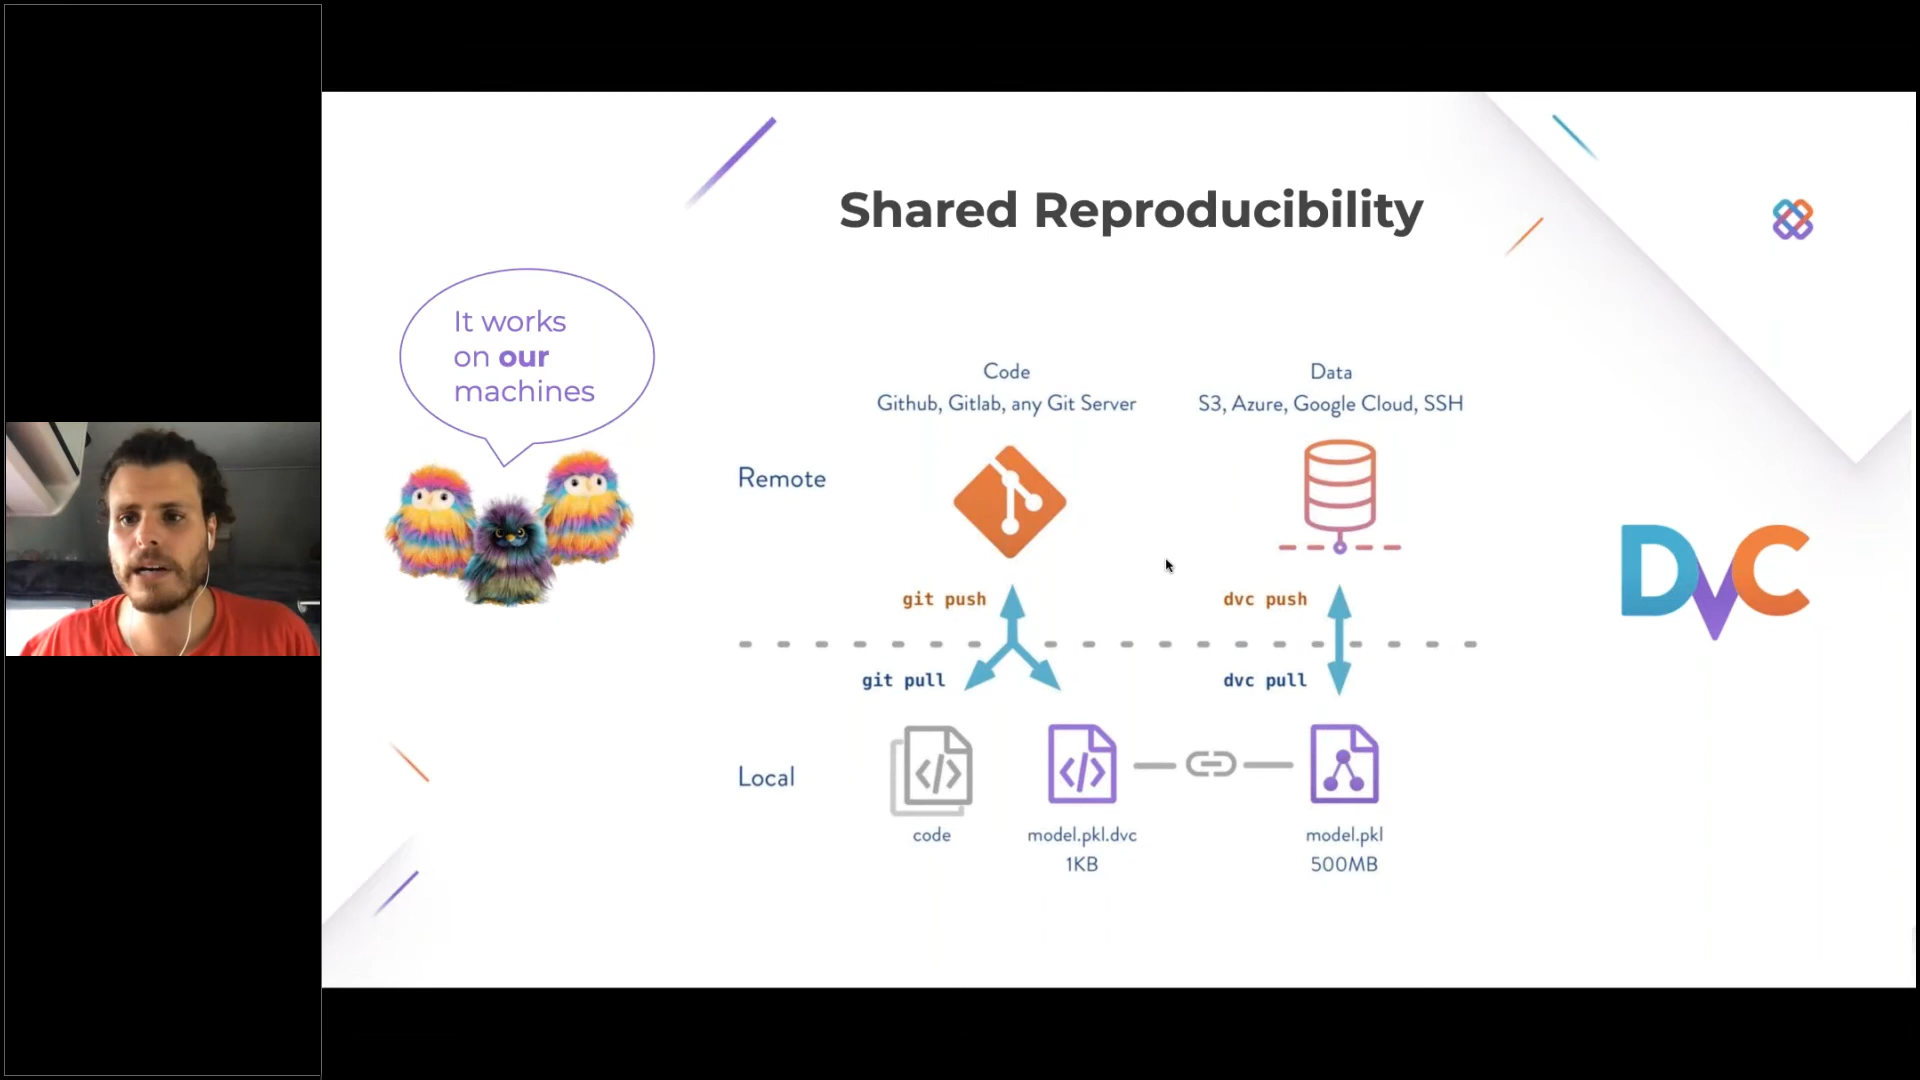 Shared Reproducibility
It works
on our
machines
Code
Github, Gitlab, any Git Server
Data
S3, Azure, Google Cloud, SSH
Remote
git push
dvc push
git pull
dvc pull
Local
code
model.pkl.dvc
1KB
model.pkl
500MB
DVC